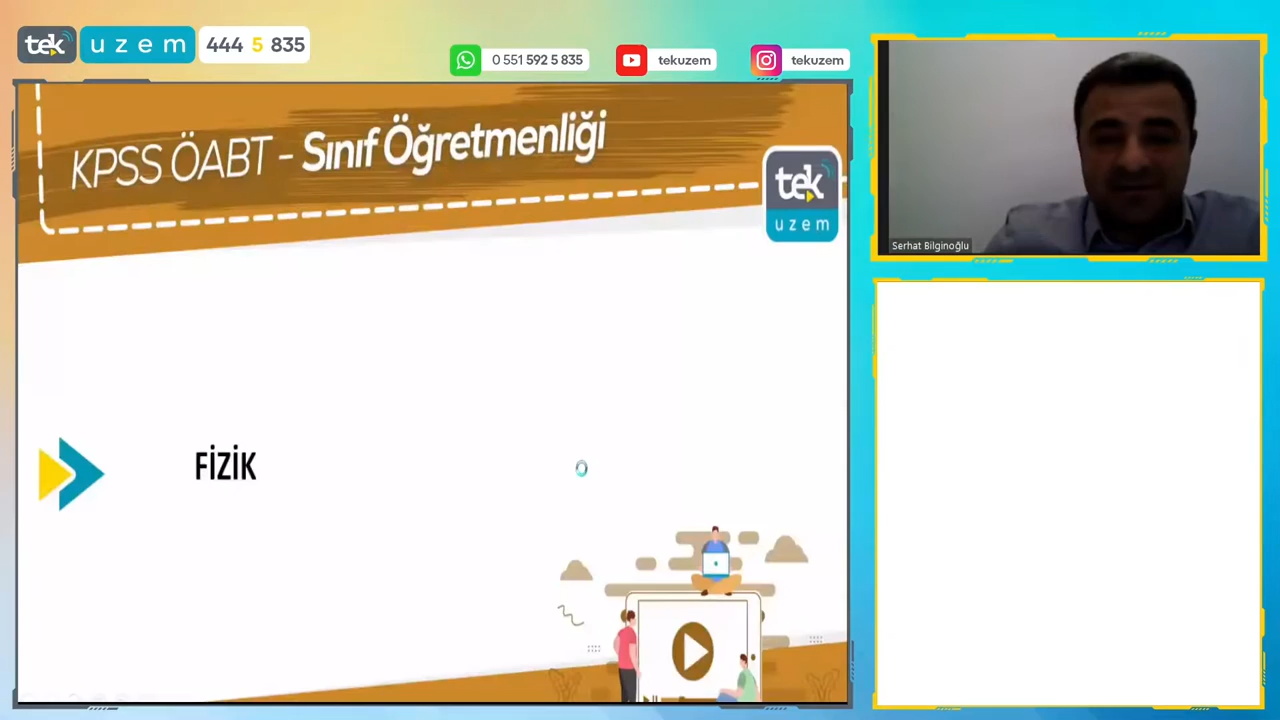 tek uzem 444 5 835
0 551 592 5 835
tekuzem
tekuzem
KPSS ÖABT - Sınıf Öğretmenliği
tek
uzem
FİZİK
Serhat Bilginoğlu